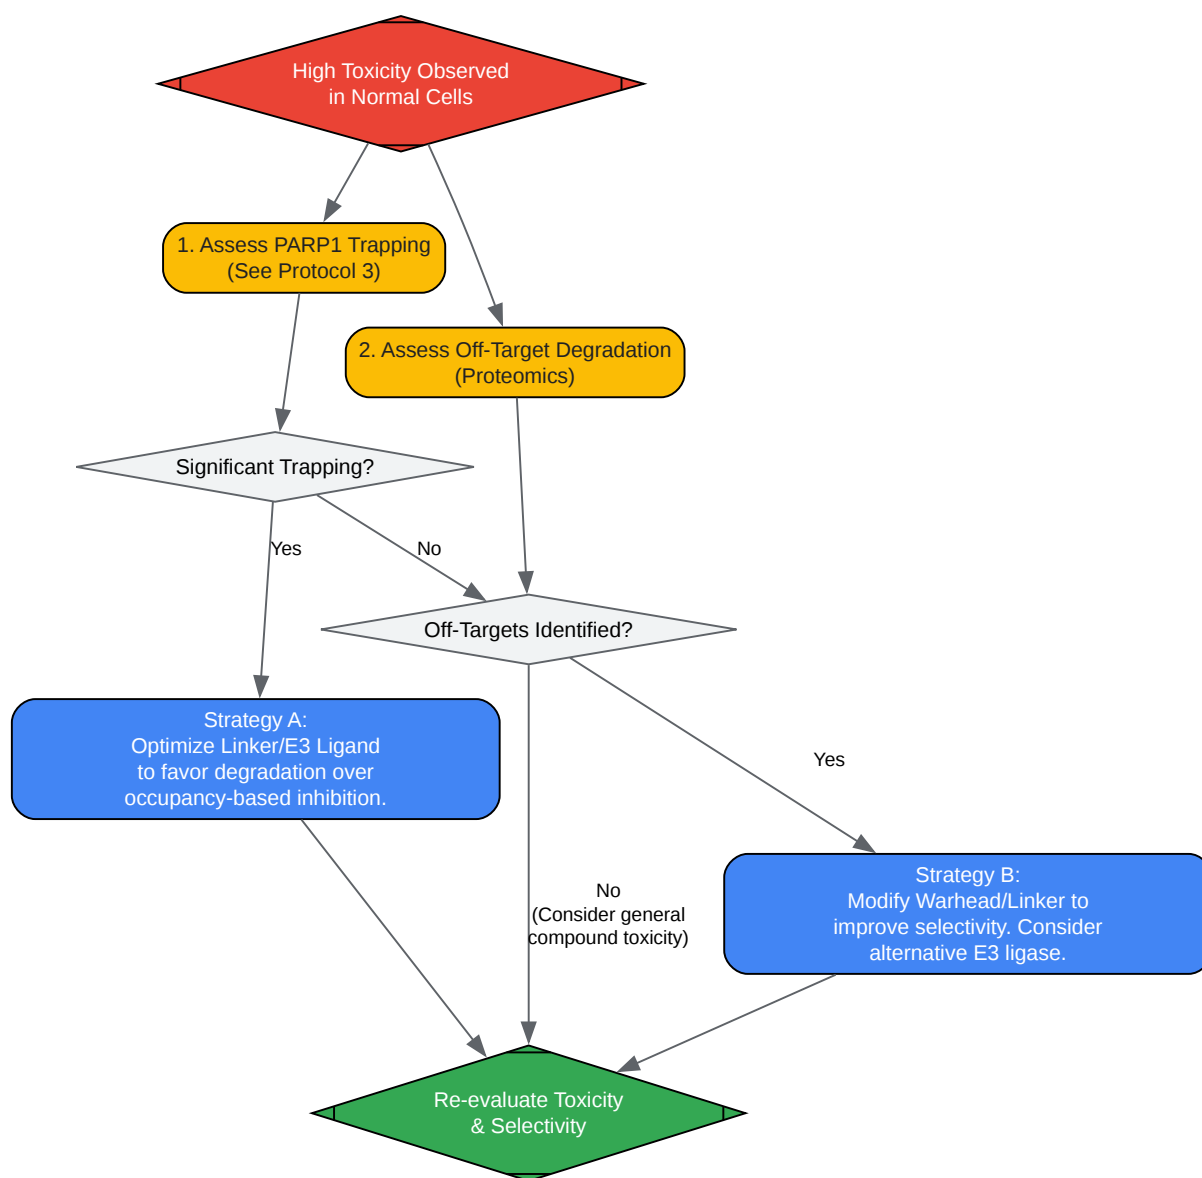 High Toxicity Observed
in Normal Cells
1. Assess PARP1 Trapping
(See Protocol 3)
2. Assess Off-Target Degradation
(Proteomics)
Significant Trapping?
Yes
No
Off-Targets Identified?
Strategy A:
Optimize Linker/E3 Ligand
to favor degradation over
occupancy-based inhibition.
Yes
No
(Consider general
compound toxicity)
Strategy B:
Modify Warhead/Linker to
improve selectivity. Consider
alternative E3 ligase.
Re-evaluate Toxicity
& Selectivity